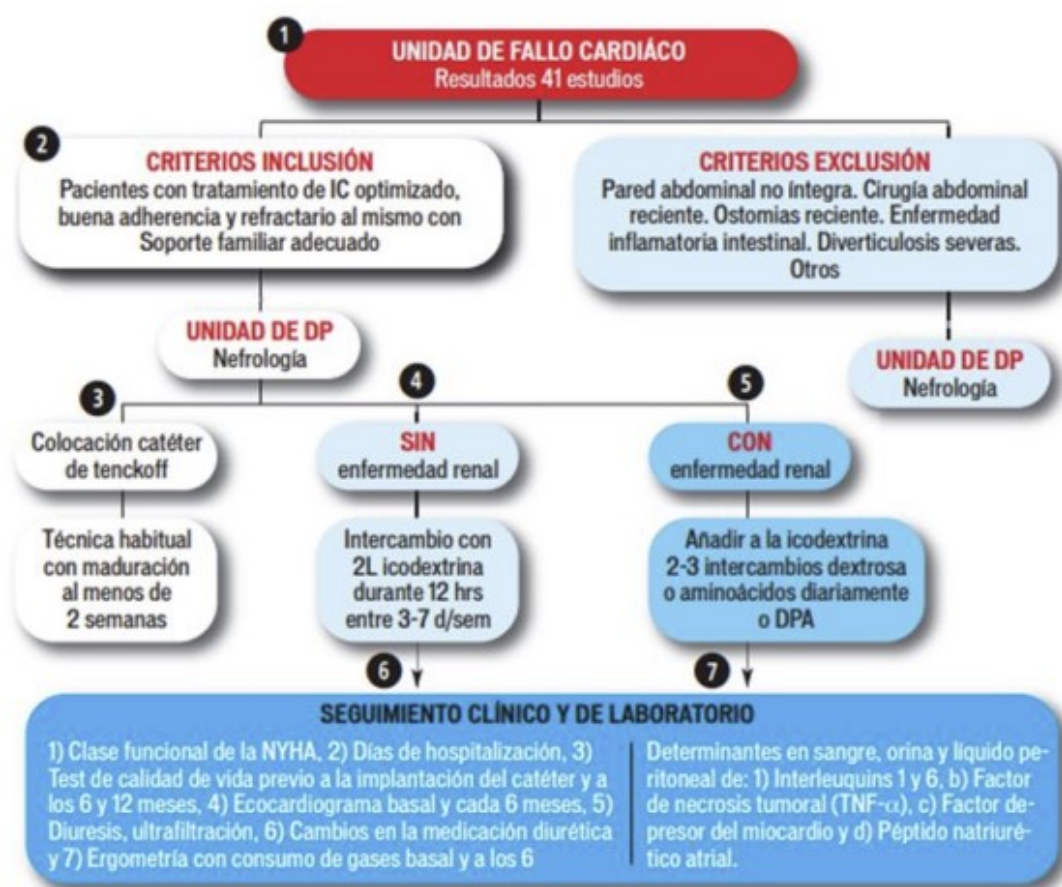 1
UNIDAD DE FALLO CARDIÁCO
Resultados 41 estudios
2
CRITERIOS INCLUSIÓN
Pacientes con tratamiento de IC optimizado,
buena adherencia y refractario al mismo con
Soporte familiar adecuado
CRITERIOS EXCLUSIÓN
Pared abdominal no íntegra. Cirugía abdominal
reciente. Ostomias reciente. Enfermedad
inflamatoria intestinal. Diverticulosis severas.
Otros
UNIDAD DE DP
Nefrología
UNIDAD DE DP
Nefrología
3
Colocación catéter
de tenckoff
Técnica habitual
con maduración
al menos de
2 semanas
4
SIN
enfermedad renal
Intercambio con
2L icodextrina
durante 12 hrs
entre 3-7 d/sem
5
CON
enfermedad renal
Añadir a la icodextrina
2-3 intercambios dextrosa
o aminoácidos diariamente
o DPA
6
7
SEGUIMIENTO CLÍNICO Y DE LABORATORIO
1) Clase funcional de la NYHA, 2) Días de hospitalización, 3)
Test de calidad de vida previo a la implantación del catéter y a
los 6 y 12 meses, 4) Ecocardiograma basal y cada 6 meses, 5)
Diuresis, ultrafiltración, 6) Cambios en la medicación diurética
y 7) Ergometría con consumo de gases basal y a los 6
Determinantes en sangre, orina y líquido pe-
ritoneal de: 1) Interleuquins 1 y 6, b) Factor
de necrosis tumoral (TNF-α), c) Factor de-
presor del miocardio y d) Péptido natriuré-
tico atrial.